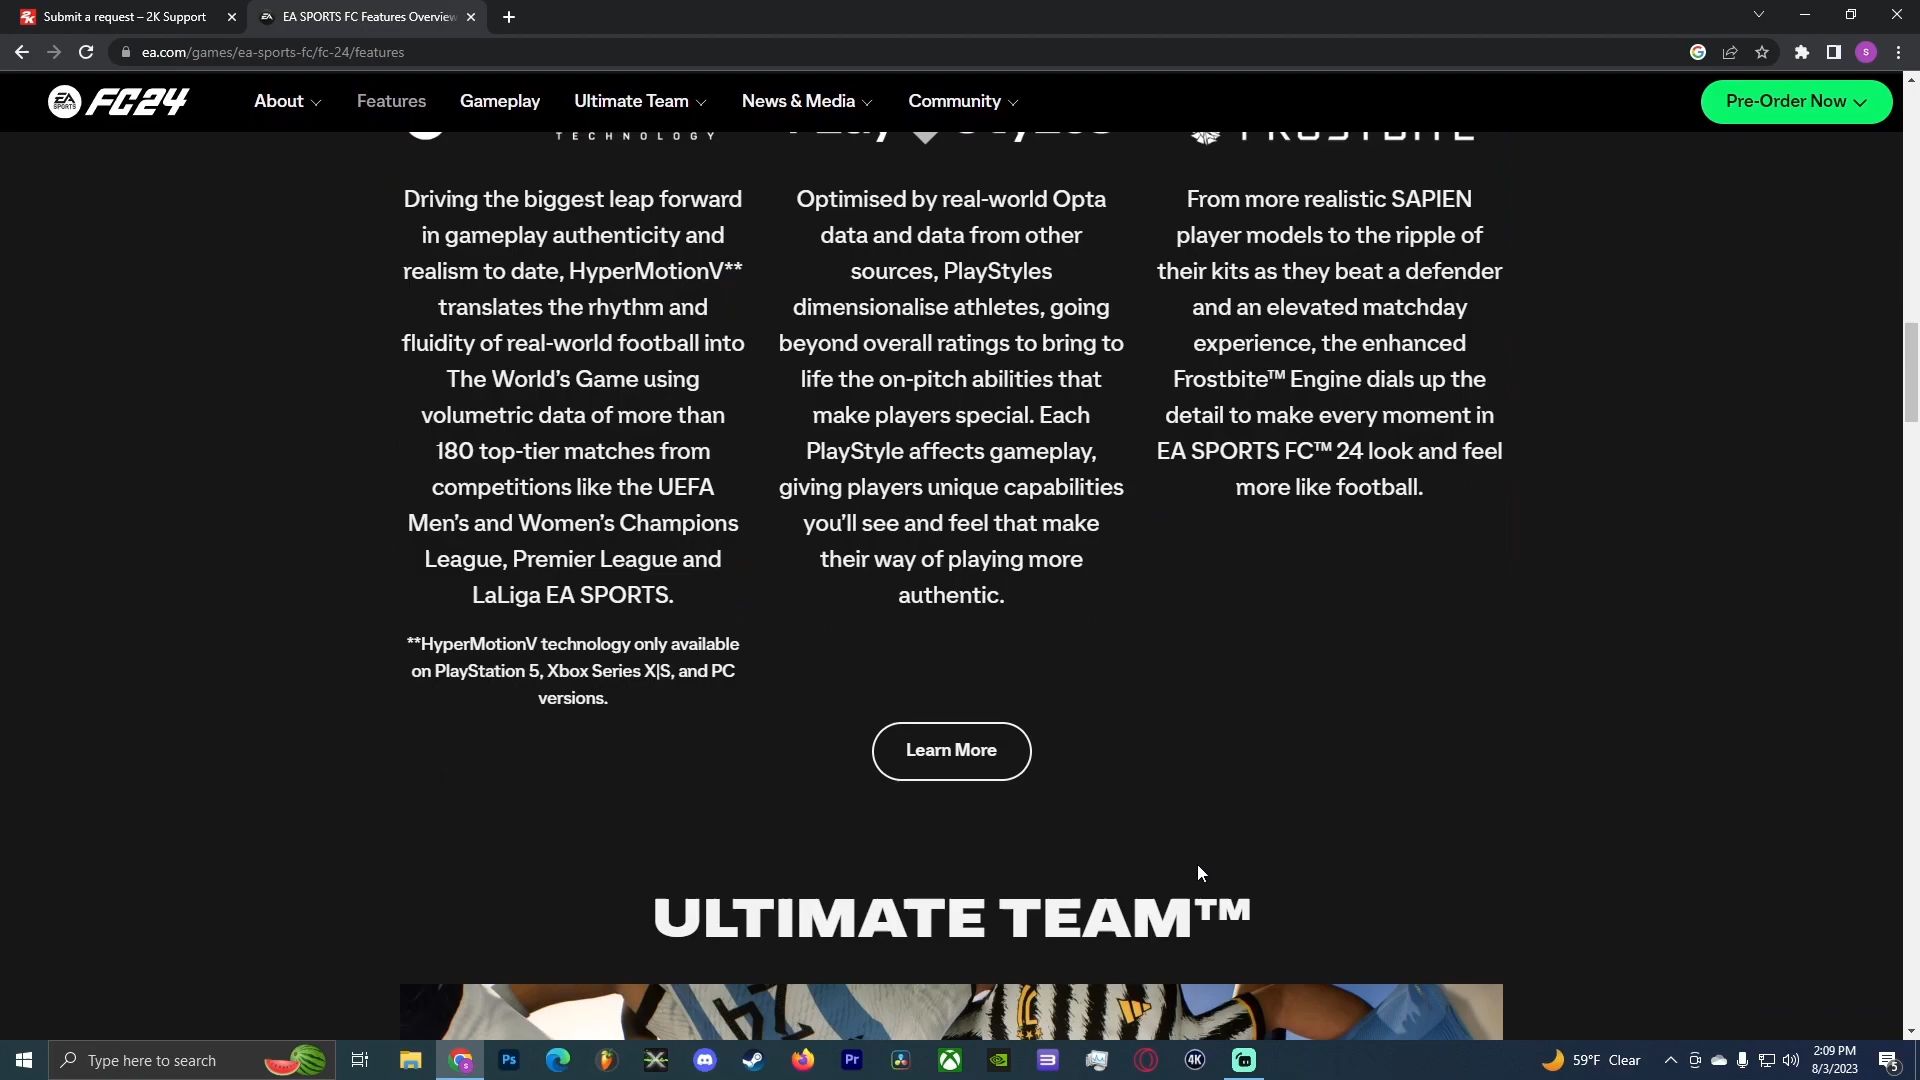 Submit a request – 2K Support
EA SPORTS FC Features Overview
ea.com/games/ea-sports-fc/fc-24/features
S
EA SPORTS FC24
About
Features
Gameplay
Ultimate Team
News & Media
Community
Pre-Order Now
TECHNOLOGY
Driving the biggest leap forward
in gameplay authenticity and
realism to date, HyperMotionV**
translates the rhythm and
fluidity of real-world football into
The World’s Game using
volumetric data of more than
180 top-tier matches from
competitions like the UEFA
Men’s and Women’s Champions
League, Premier League and
LaLiga EA SPORTS.
**HyperMotionV technology only available
on PlayStation 5, Xbox Series X|S, and PC
versions.
Optimised by real-world Opta
data and data from other
sources, PlayStyles
dimensionalise athletes, going
beyond overall ratings to bring to
life the on-pitch abilities that
make players special. Each
PlayStyle affects gameplay,
giving players unique capabilities
you’ll see and feel that make
their way of playing more
authentic.
From more realistic SAPIEN
player models to the ripple of
their kits as they beat a defender
and an elevated matchday
experience, the enhanced
Frostbite™ Engine dials up the
detail to make every moment in
EA SPORTS FC™ 24 look and feel
more like football.
Learn More
ULTIMATE TEAM™
Type here to search
Ps
Pr
4K
59°F Clear
2:09 PM
8/3/2023
5